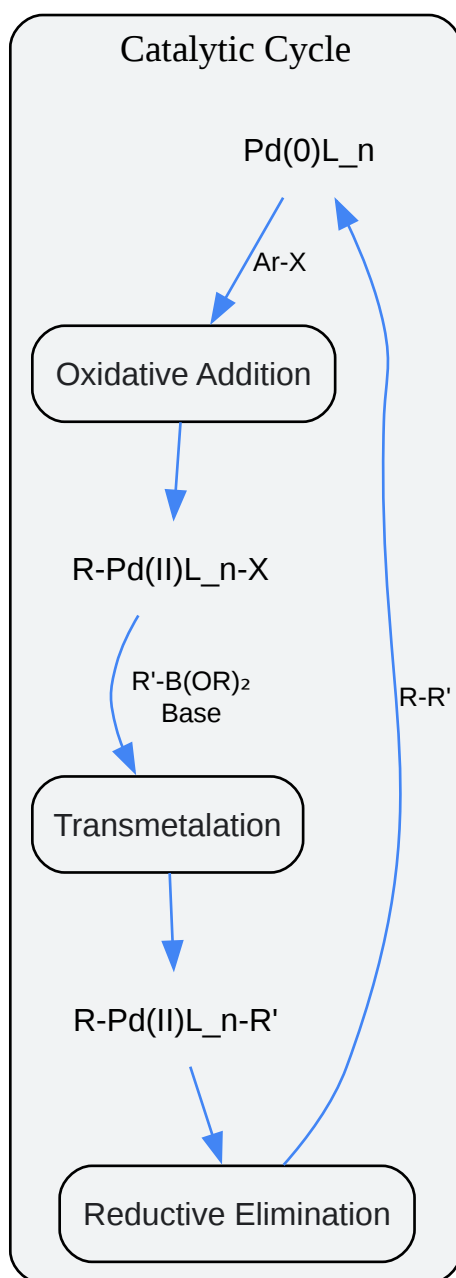 Catalytic Cycle
Pd(0)L_n
Ar-X
Oxidative Addition
R-Pd(II)L_n-X
R'-B(OR)₂
Base
R-R'
Transmetalation
R-Pd(II)L_n-R'
Reductive Elimination